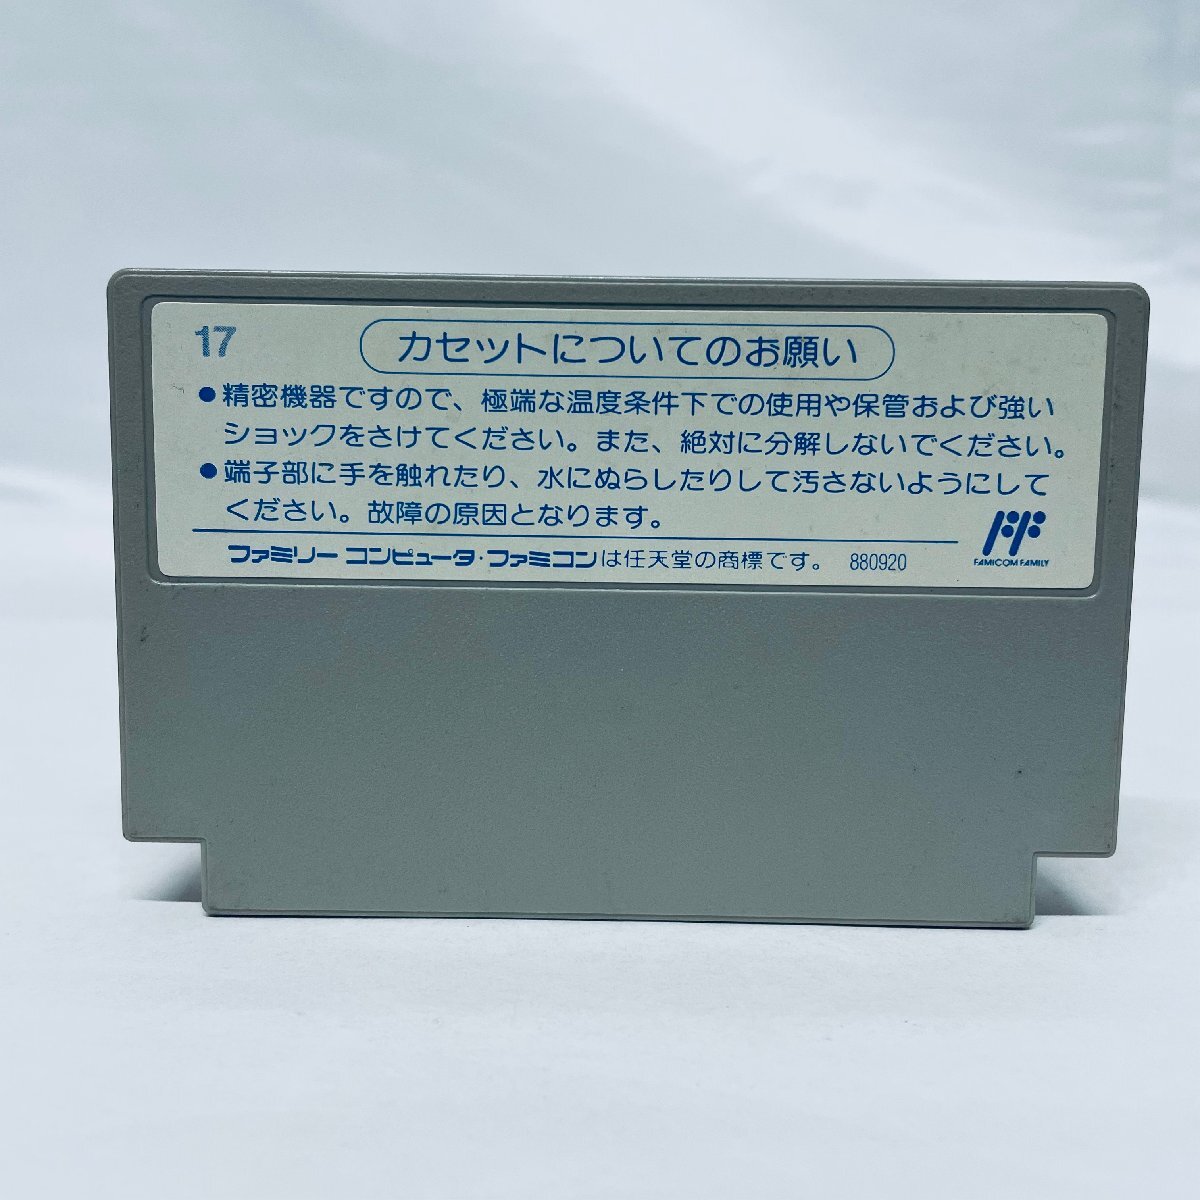 17
カセットについてのお願い
●精密機器ですので、極端な温度条件下での使用や保管および強い
ショックをさけてください。また、絶対に分解しないでください。
●端子部に手を触れたり、水にぬらしたりして汚さないようにして
ください。故障の原因となります。
FAMICOM FAMILY
ファミリーコンピュータ・ファミコンは任天堂の商標です。 880920